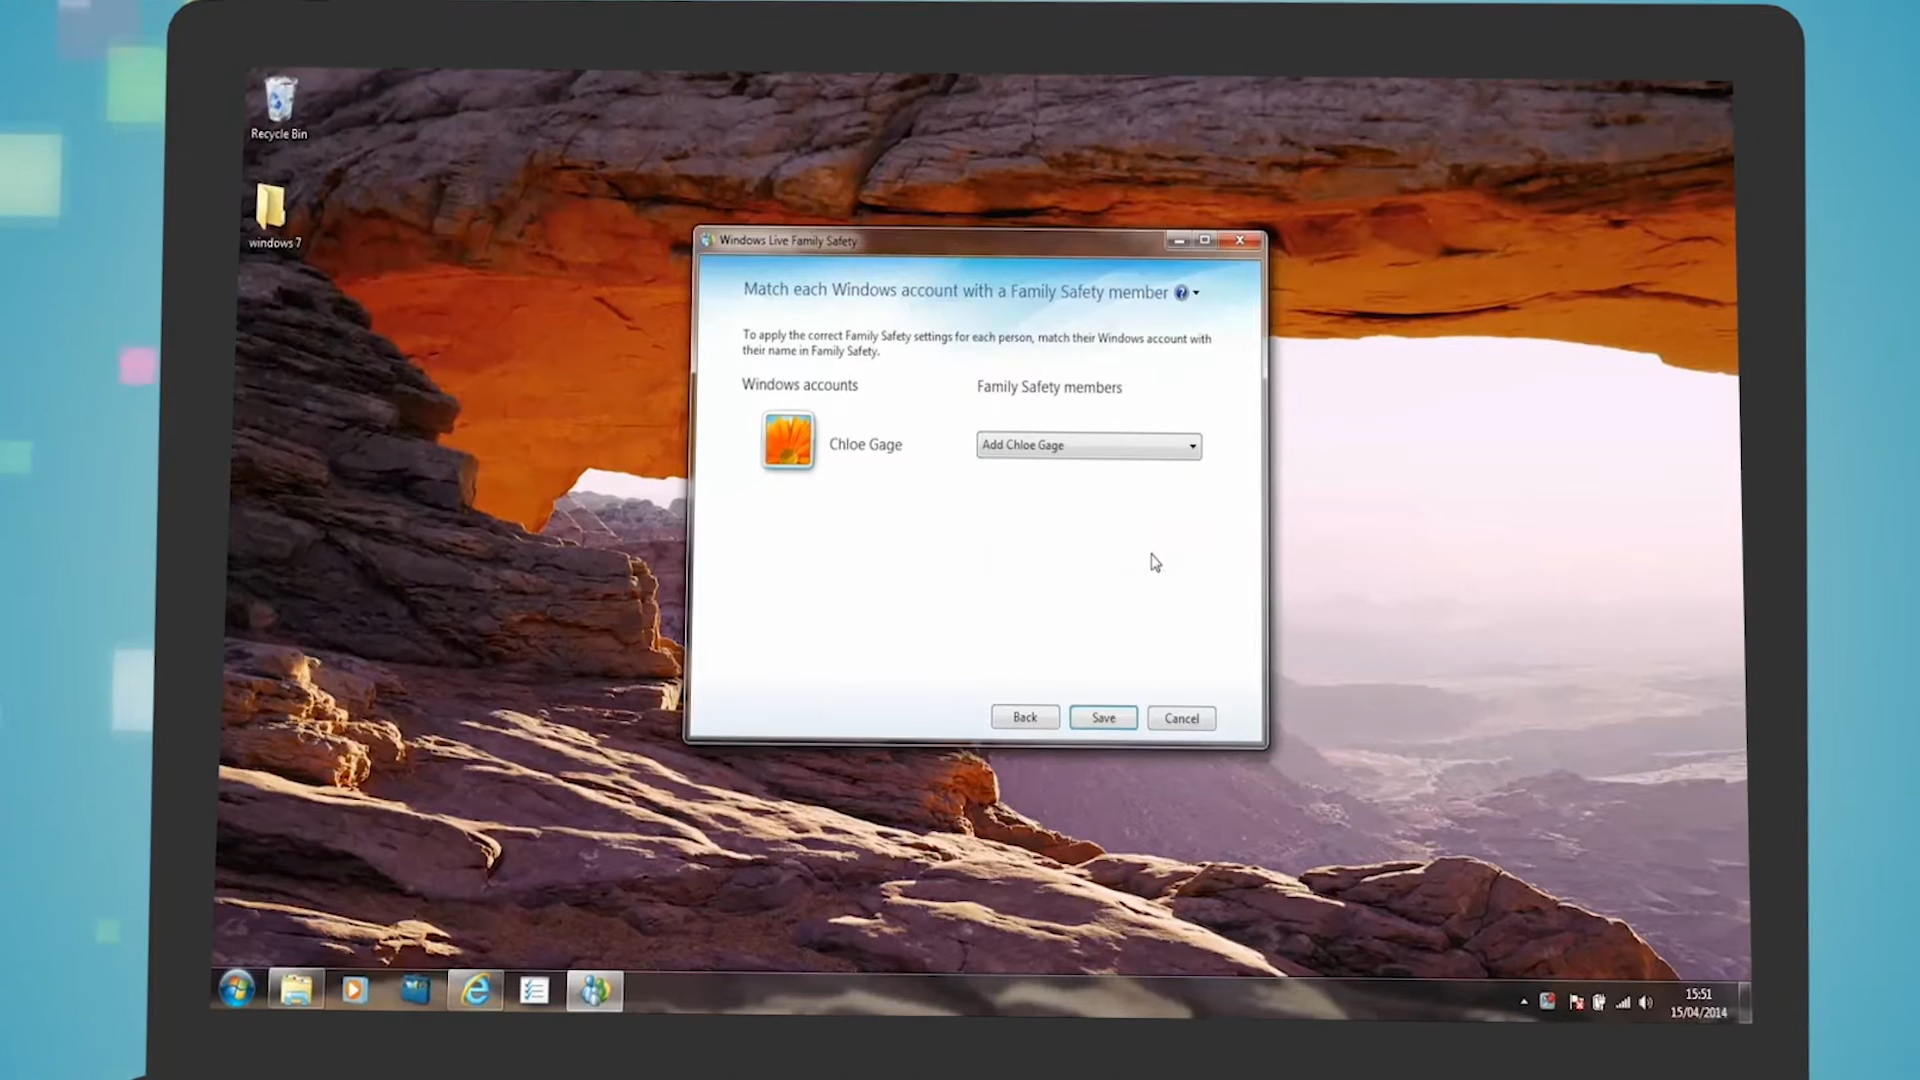 Recycle Bin
windows 7
Windows Live Family Safety
Match each Windows account with a Family Safety member
To apply the correct Family Safety settings for each person, match their Windows account with
their name in Family Safety.
Windows accounts
Family Safety members
Chloe Gage
Add Chloe Gage
Back
Save
Cancel
15:51
15/04/2014